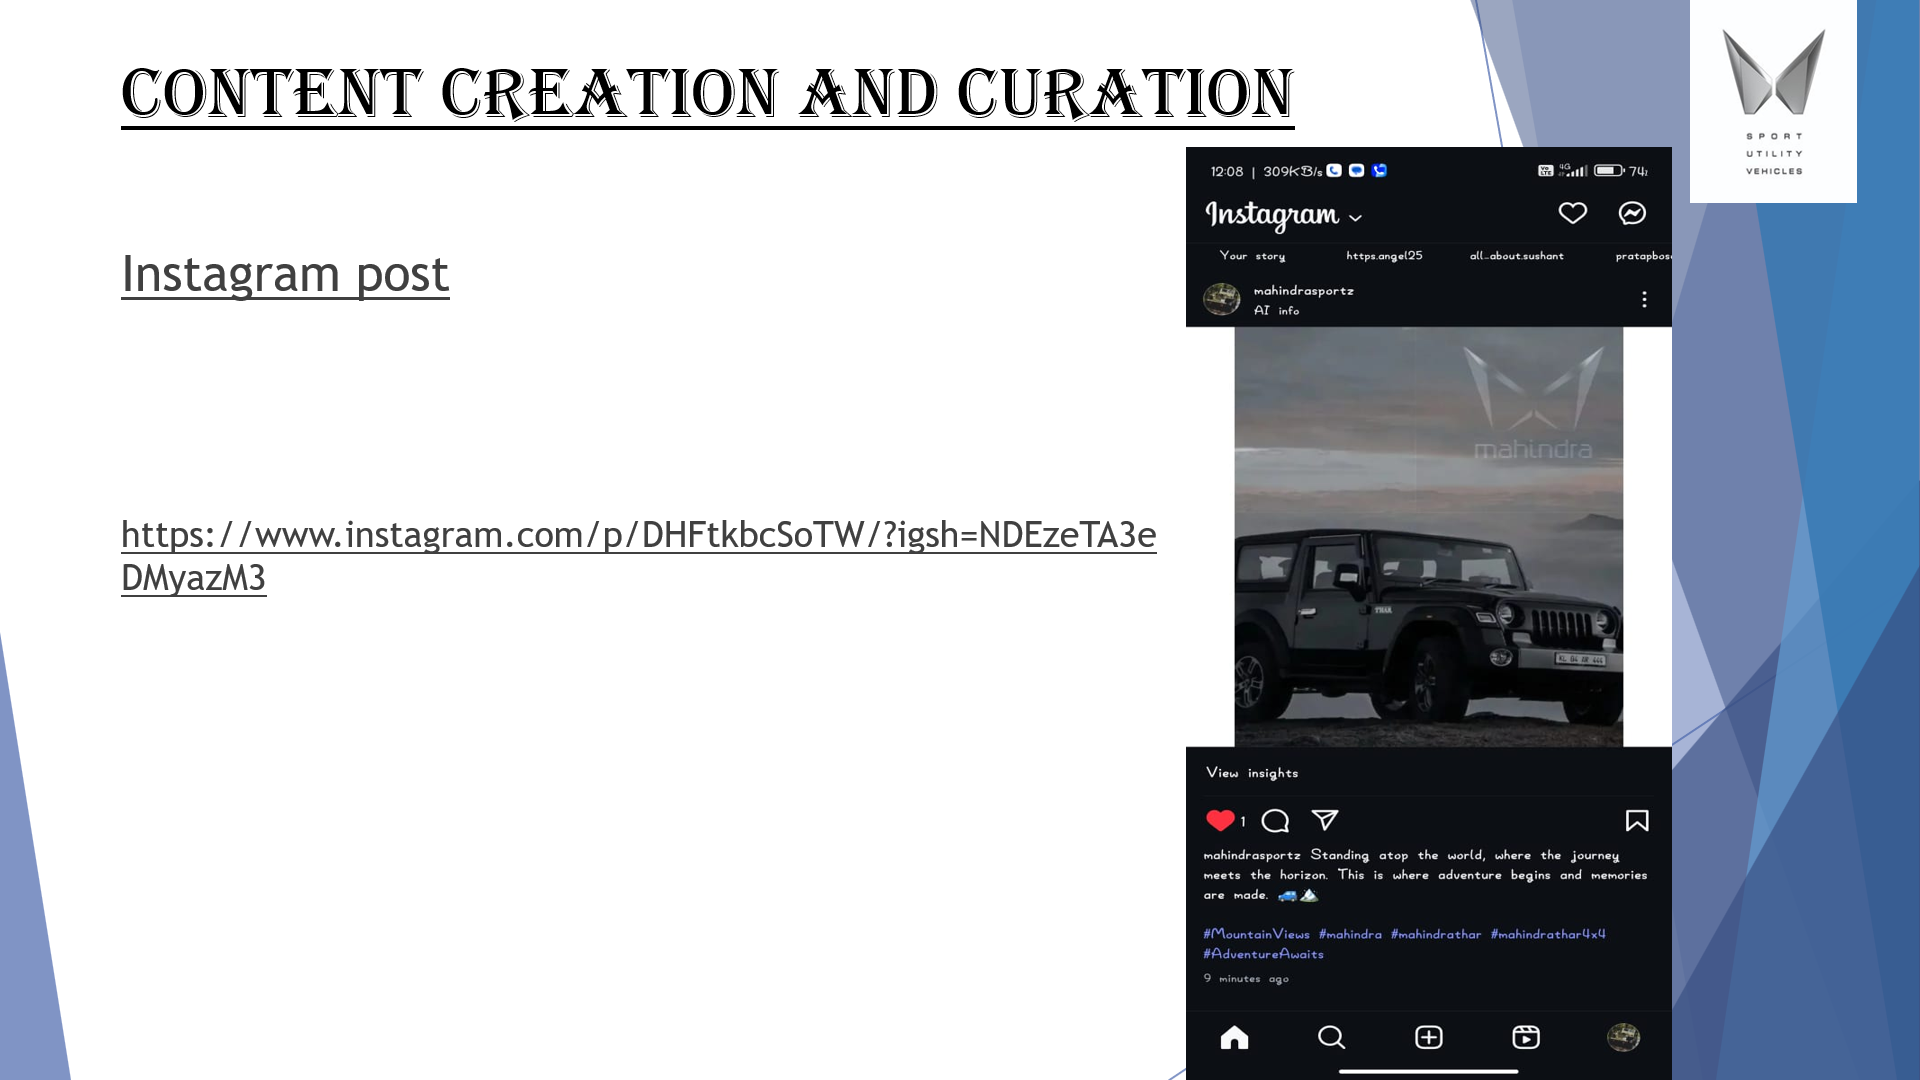 CONTENT CREATION AND CURATION
SPORT
UTILITY
VEHICLES
Instagram post
https://www.instagram.com/p/DHFtkbcSoTW/?igsh=NDEzeTA3e
DMyazM3
12:08 | 309KB/s 4G 74%
Instagram
Your story https.angel25 all_about.sushant pratapbos
mahindrasportz
AI info
mahindra
THAR
View insights
1
mahindrasportz Standing atop the world, where the journey
meets the horizon. This is where adventure begins and memories
are made. 🚙🏔️
#MountainViews #mahindra #mahindrathar #mahindrathar4x4
#AdventureAwaits
9 minutes ago